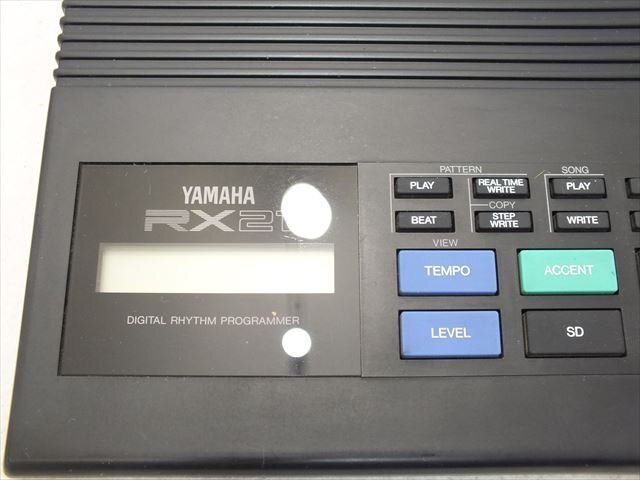 YAMAHA
DIGITAL RHYTHM PROGRAMMER
PATTERN
SONG
PLAY
REAL TIME WRITE
PLAY
COPY
BEAT
STEP WRITE
WRITE
VIEW
TEMPO
ACCENT
LEVEL
SD